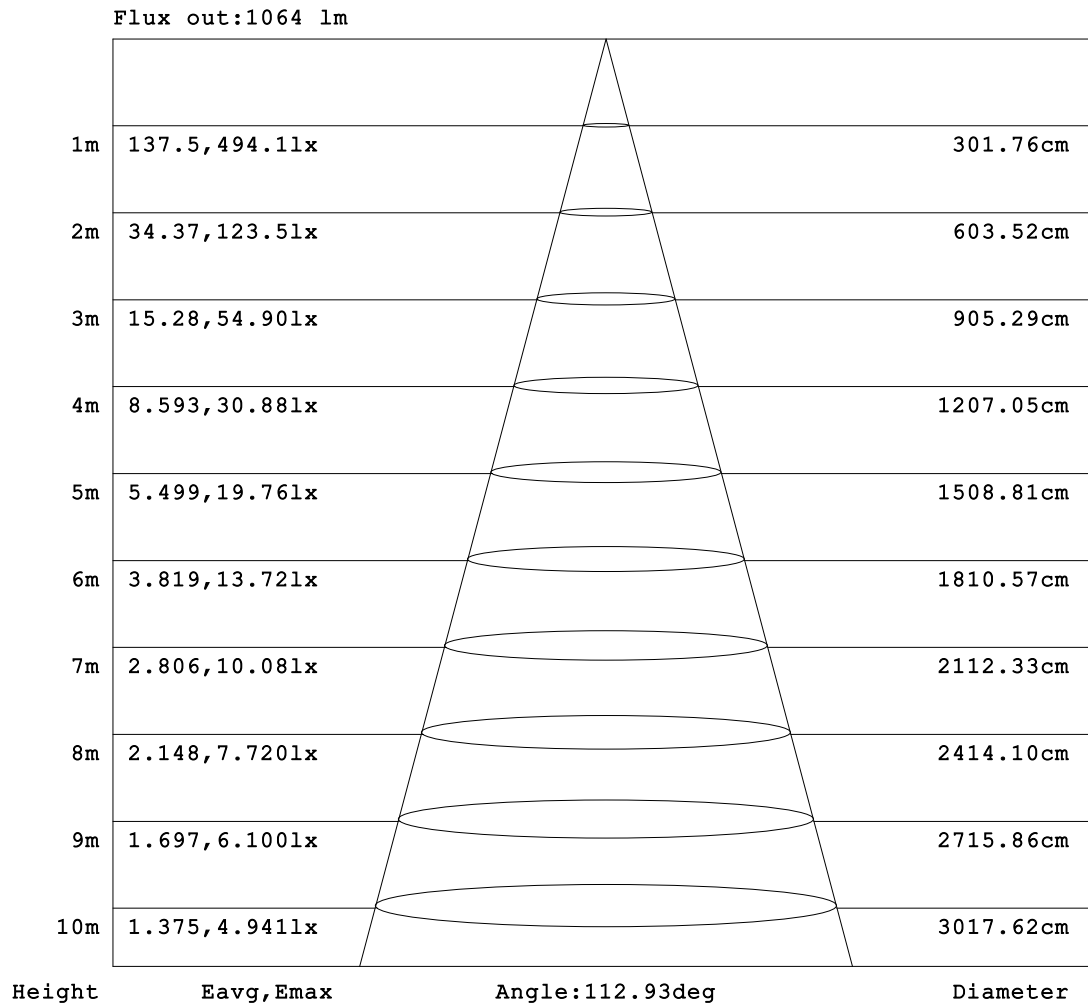 Flux out:1064 lm
1m 137.5,494.1lx 301.76cm
2m 34.37,123.5lx 603.52cm
3m 15.28,54.90lx 905.29cm
4m 8.593,30.88lx 1207.05cm
5m 5.499,19.76lx 1508.81cm
6m 3.819,13.72lx 1810.57cm
7m 2.806,10.08lx 2112.33cm
8m 2.148,7.720lx 2414.10cm
9m 1.697,6.100lx 2715.86cm
10m 1.375,4.941lx 3017.62cm
Height Eavg,Emax Angle:112.93deg Diameter